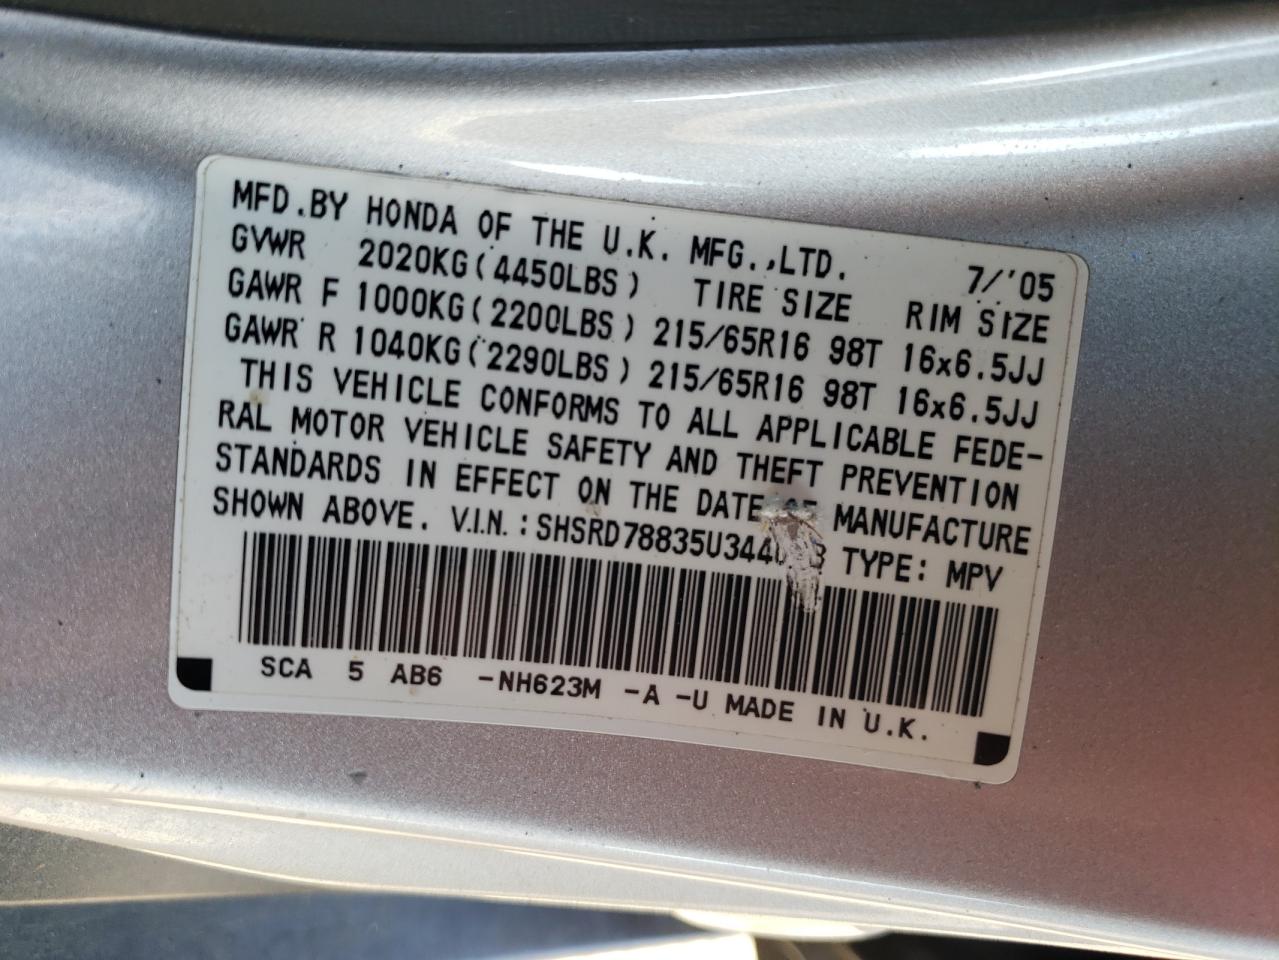 MFD.BY HONDA OF THE U.K. MFG.,LTD. 7/'05
GVWR 2020KG(4450LBS) TIRE SIZE RIM SIZE
GAWR F 1000KG(2200LBS) 215/65R16 98T 16x6.5JJ
GAWR R 1040KG(2290LBS) 215/65R16 98T 16x6.5JJ
THIS VEHICLE CONFORMS TO ALL APPLICABLE FEDE-
RAL MOTOR VEHICLE SAFETY AND THEFT PREVENTION
STANDARDS IN EFFECT ON THE DATE OF MANUFACTURE
SHOWN ABOVE. V.I.N.: TYPE: MPV
SCA 5 AB6 -NH623M -A -U MADE IN U.K.